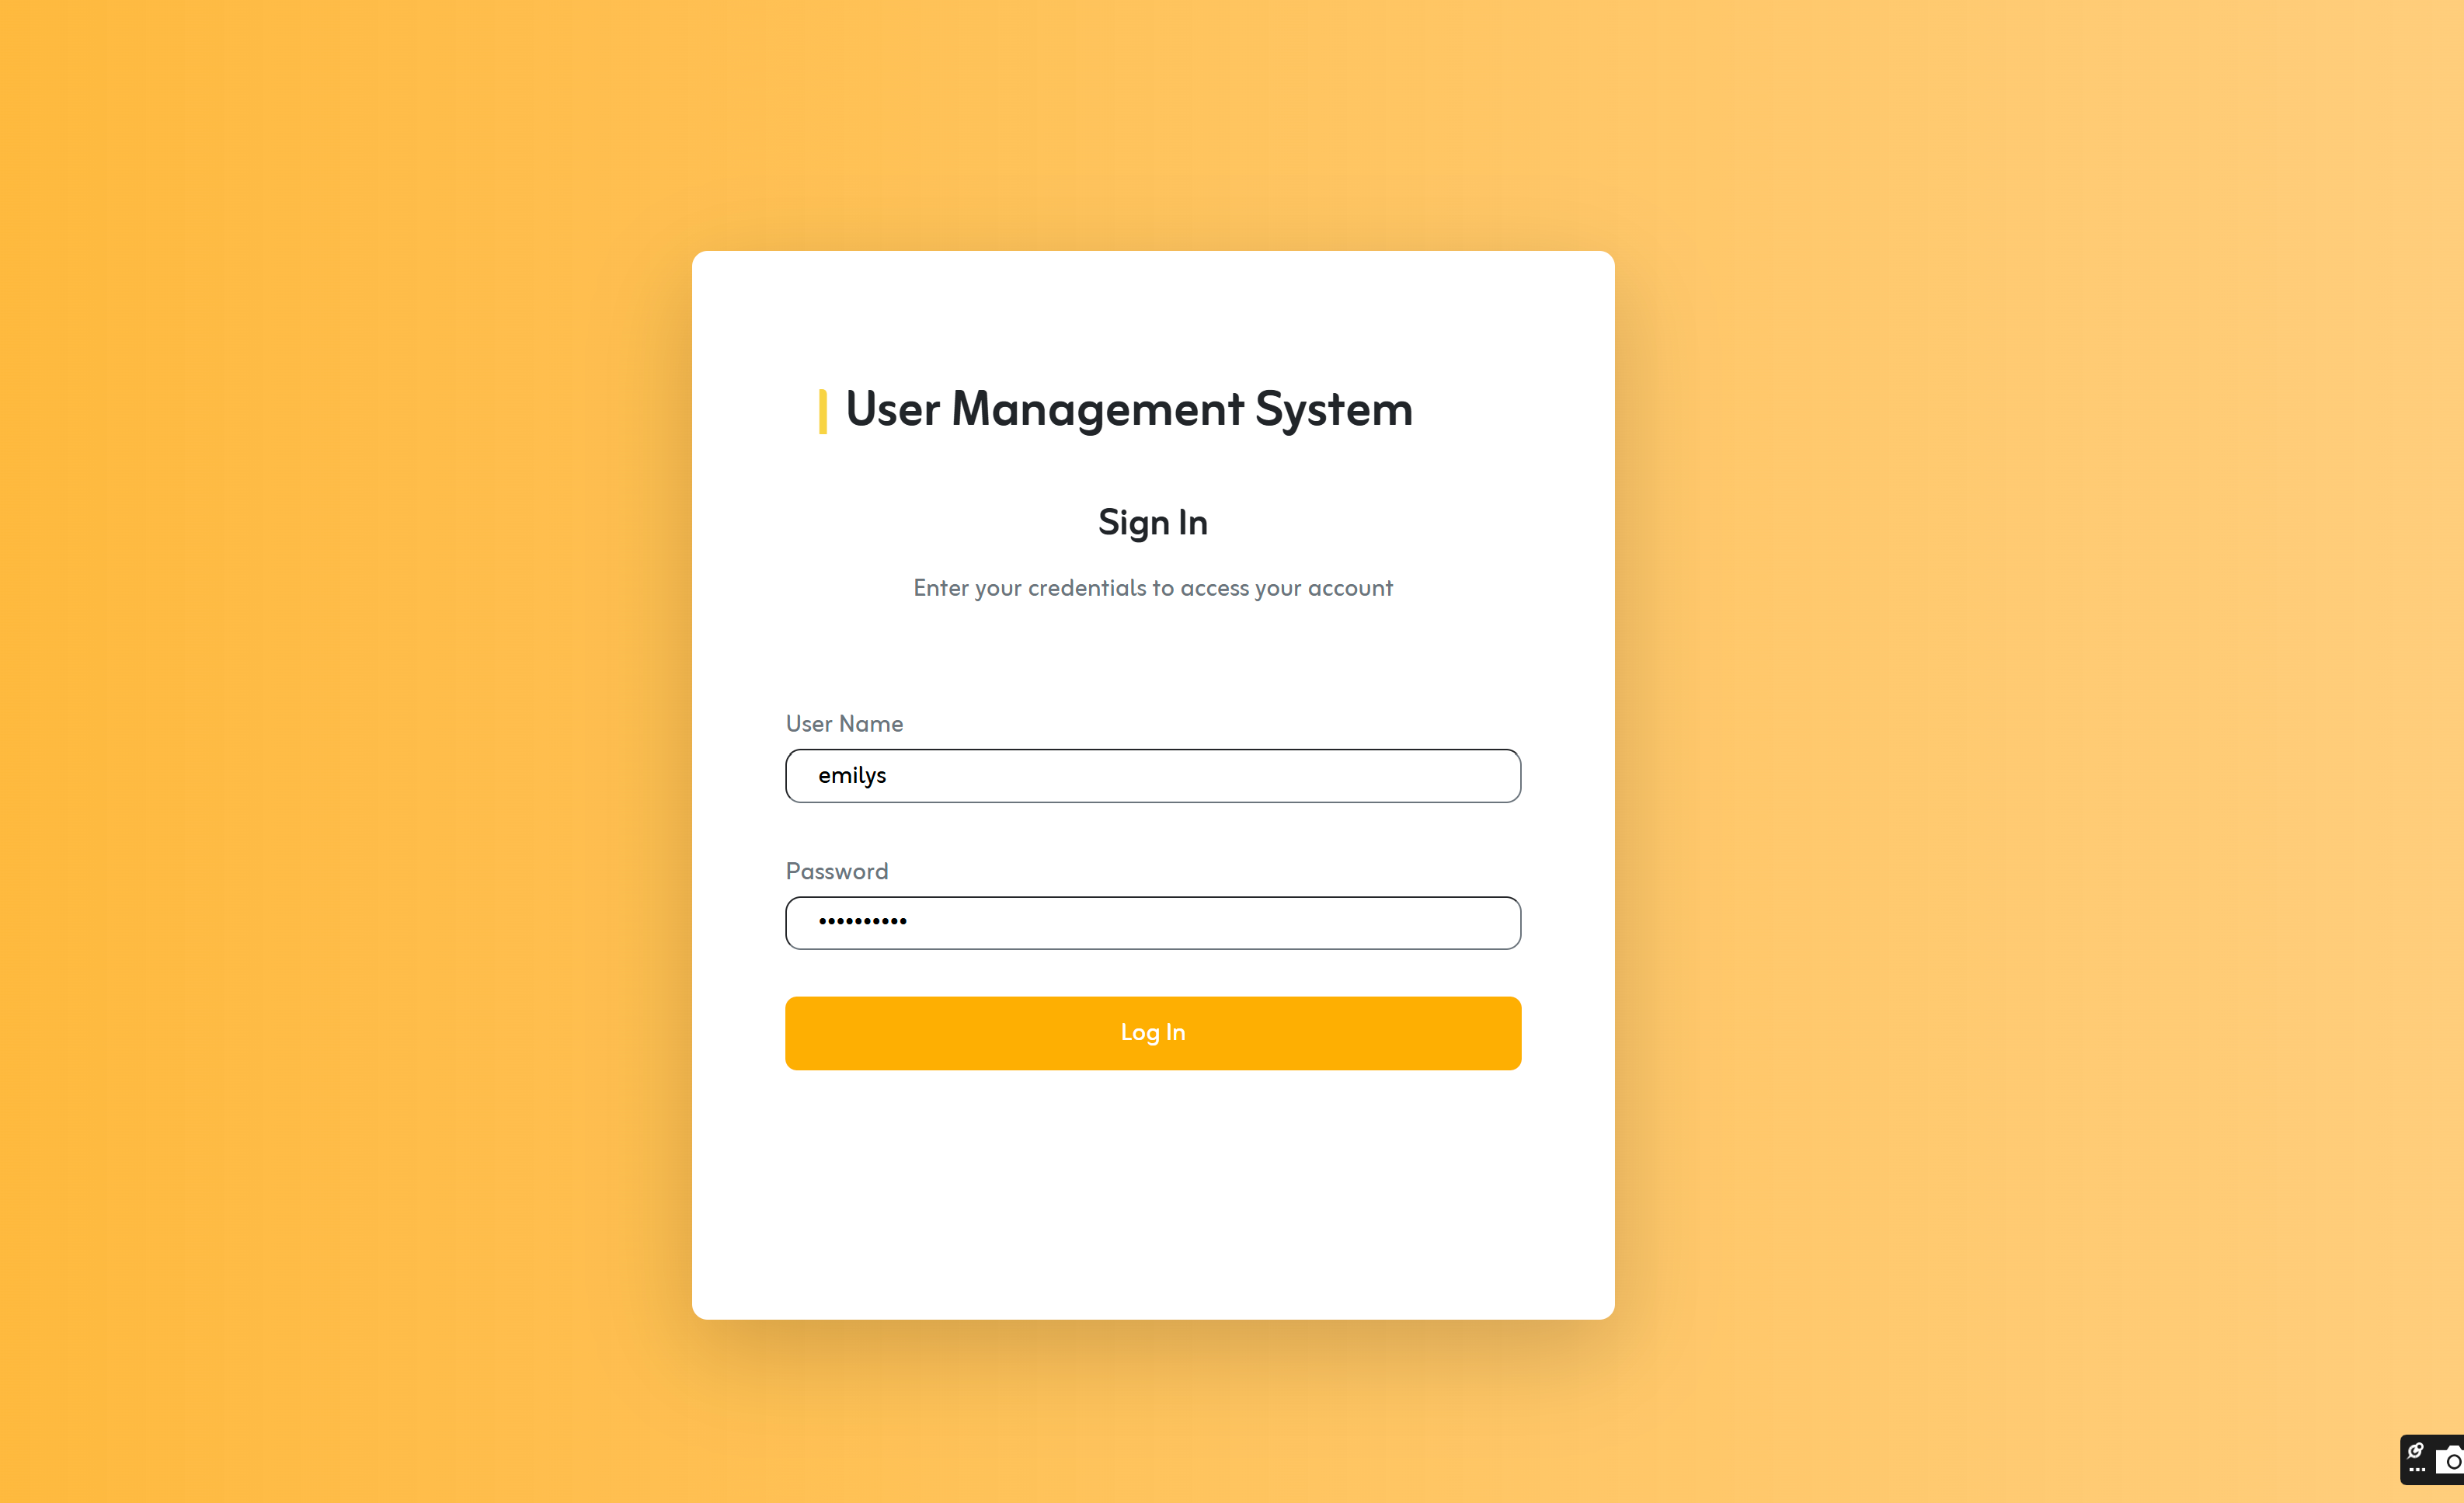 User Management System
Sign In
Enter your credentials to access your account
User Name
emilys
Password
••••••••••
Log In